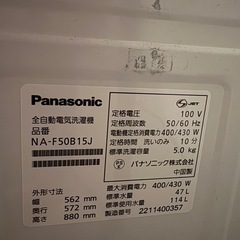 Panasonic
全自動電気洗濯機
品番
NA-F50B15J
外形寸法
幅 562 mm
奥行 572 mm
高さ 880 mm
JET
定格電圧 100 V
定格周波数 50/60 Hz
電動機定格消費電力 400/430 W
定格洗い時間 10 分
標準洗濯容量 5.0 kg
パナソニック株式会社
中国製
最大消費電力 400/430 W
標準水量 47 L
標準使用水量 114 L
製造番号 2211400357